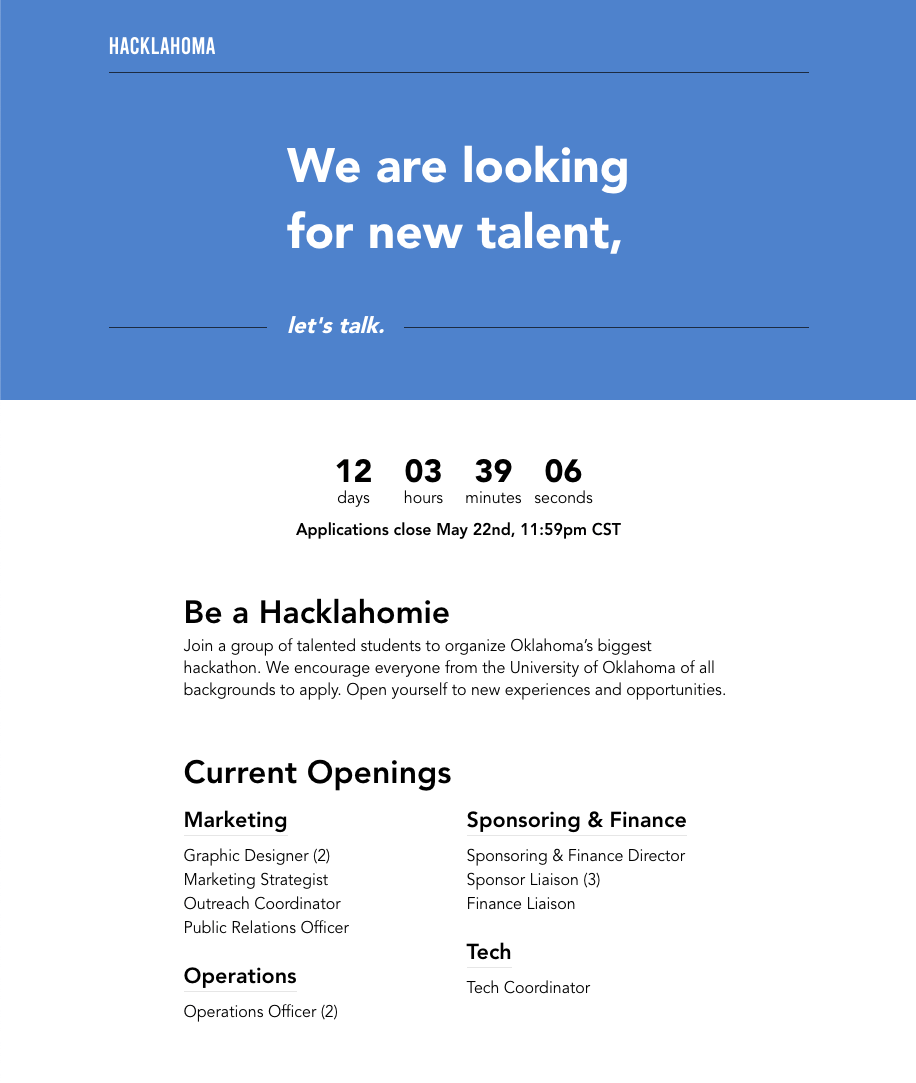 HACKLAHOMA
We are looking
for new talent,
let's talk.
12 03 39 06
days hours minutes seconds
Applications close May 22nd, 11:59pm CST
Be a Hacklahomie
Join a group of talented students to organize Oklahoma’s biggest
hackathon. We encourage everyone from the University of Oklahoma of all
backgrounds to apply. Open yourself to new experiences and opportunities.
Current Openings
Marketing
Graphic Designer (2)
Marketing Strategist
Outreach Coordinator
Public Relations Officer
Operations
Operations Officer (2)
Sponsoring & Finance
Sponsoring & Finance Director
Sponsor Liaison (3)
Finance Liaison
Tech
Tech Coordinator